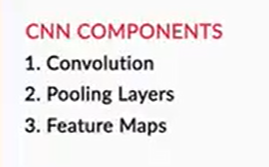 CNN COMPONENTS
1. Convolution
2. Pooling Layers
3. Feature Maps